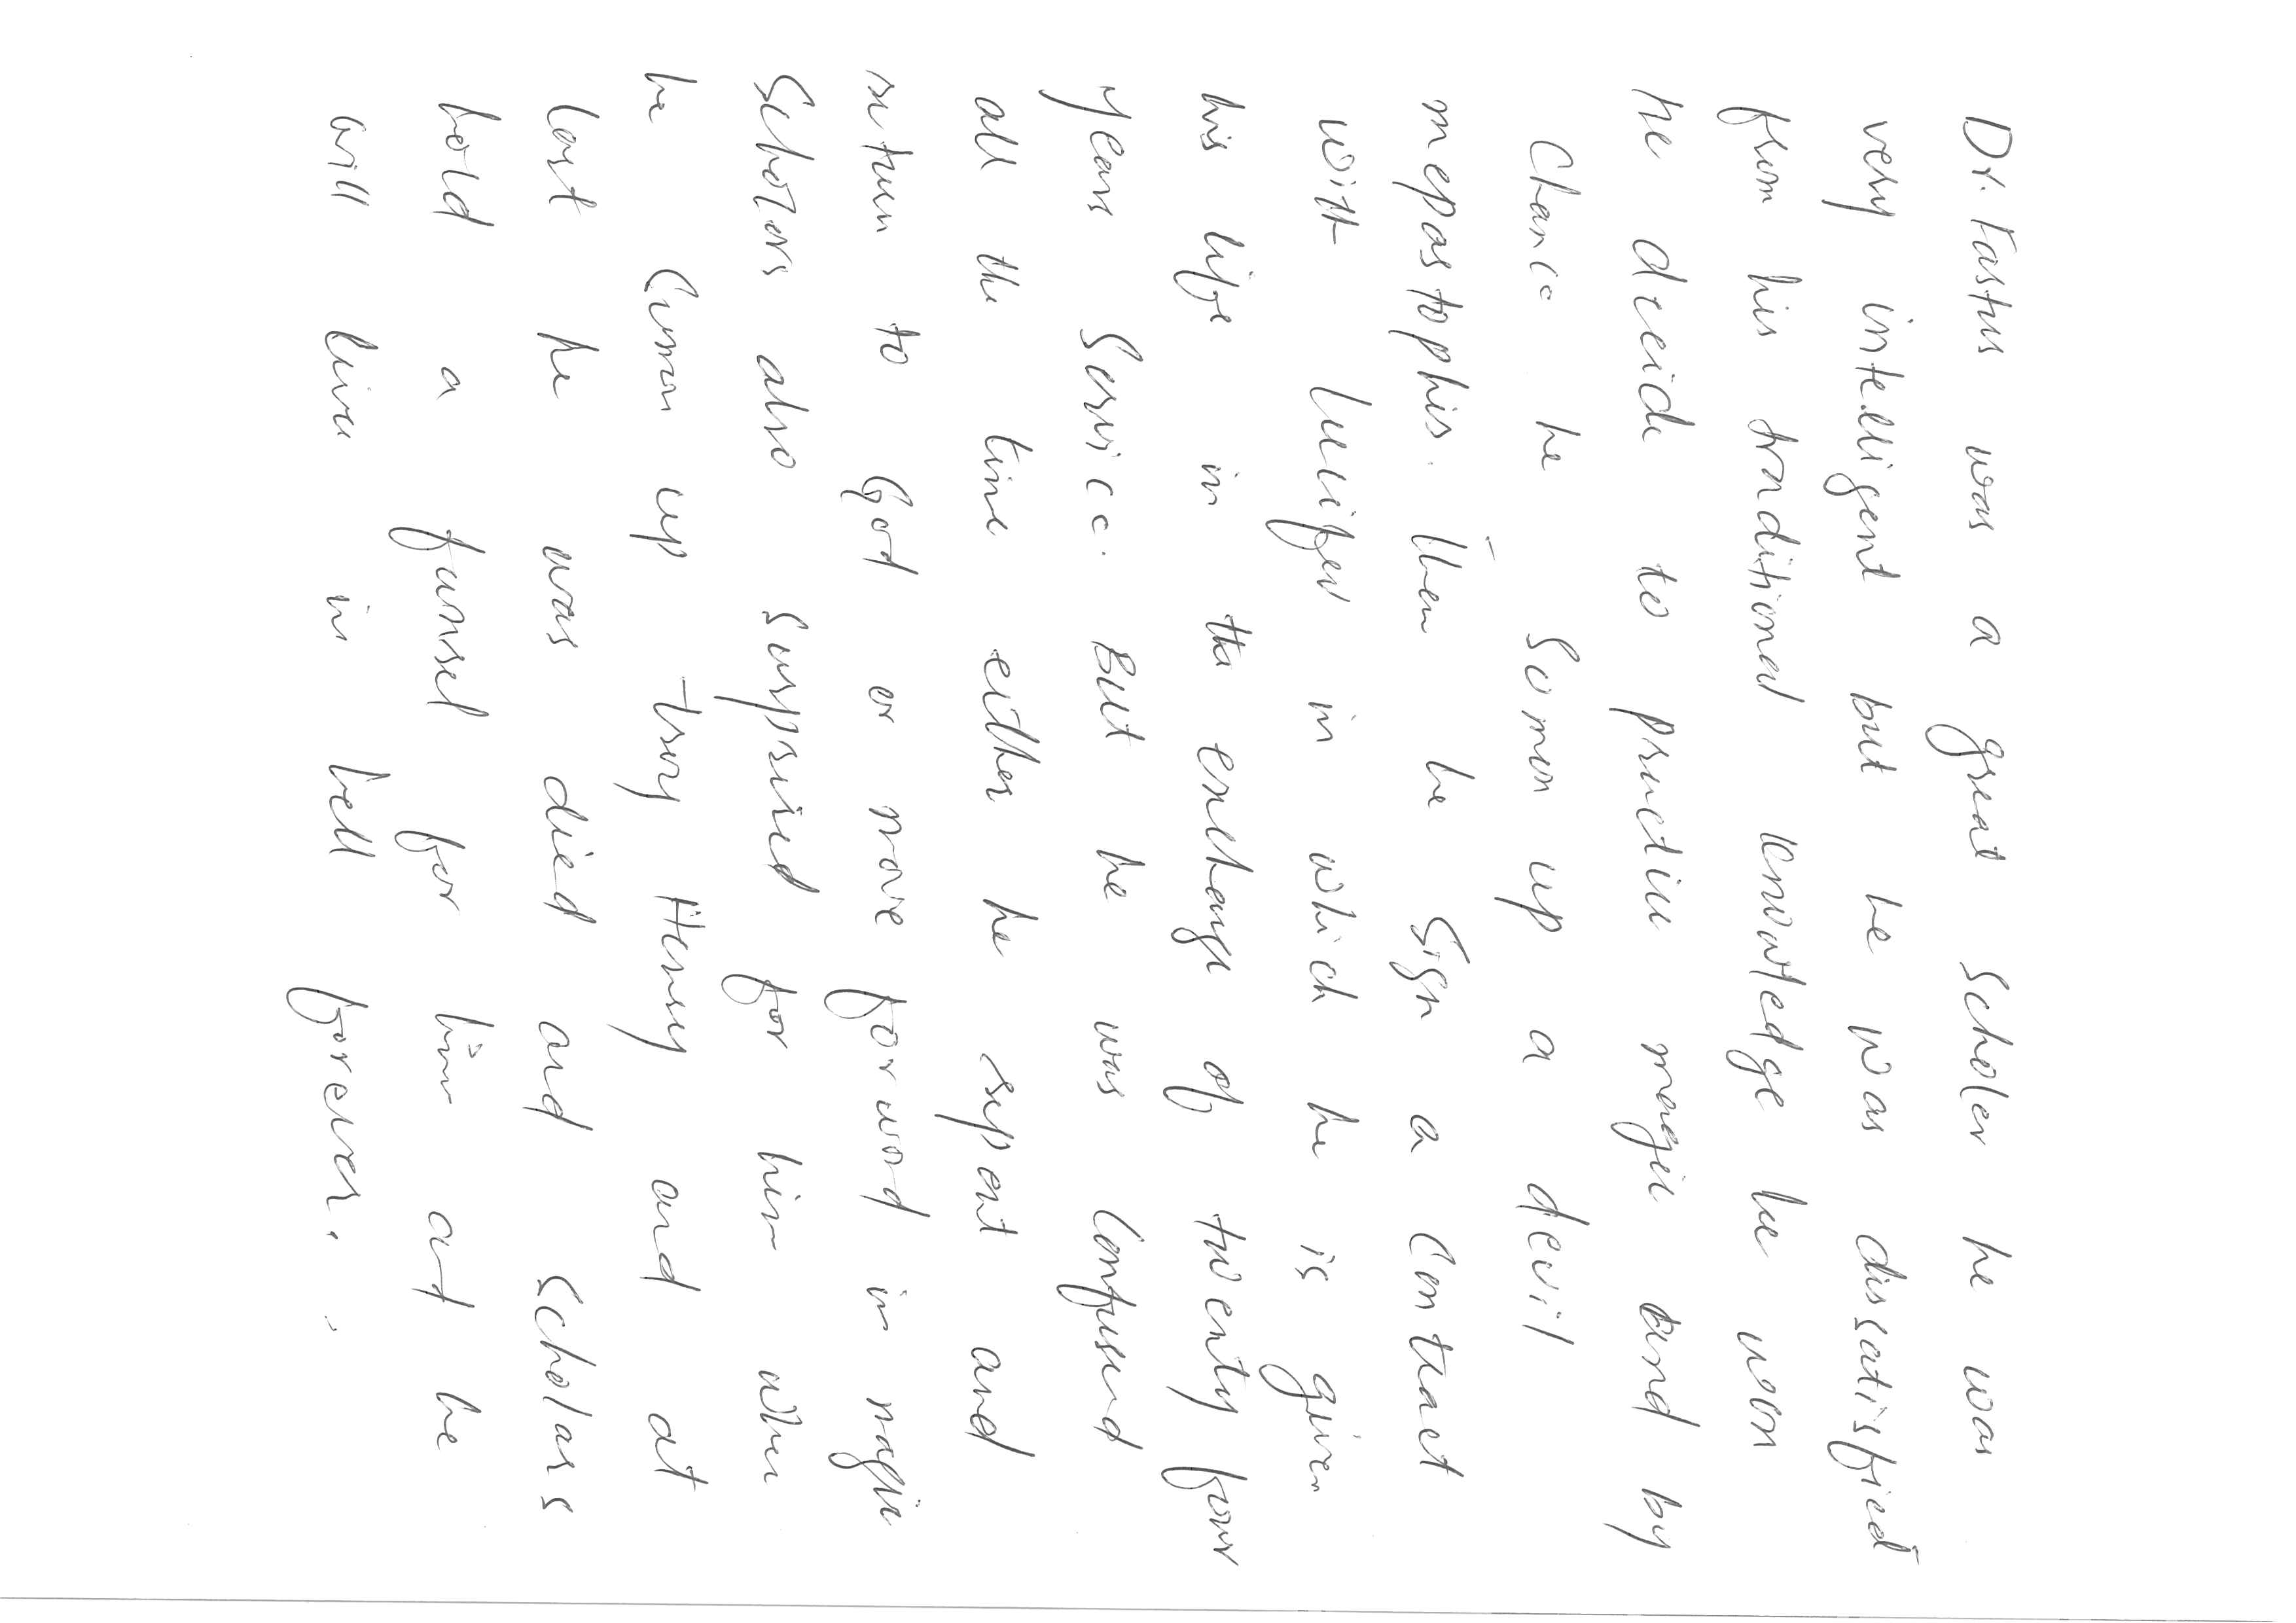 Dr. Fastus was a great Scholer he was
very intelligent but he was dissatisfied
from his traditional knowledge he won
he decide to practice magic and by
Chance he Somon up a devil
mepastophis. Then he Sign a Contract
with lucifer in which he is given
his life in the exchange of twenty four
years Service. But he was Confused
all the time either he repent and
return to God or move forword in magic
Scholors also Surprised for him when
he Summon up troy Henry and at
last he was died and scholars
hold a funrel for him and he
will live in hell forever.